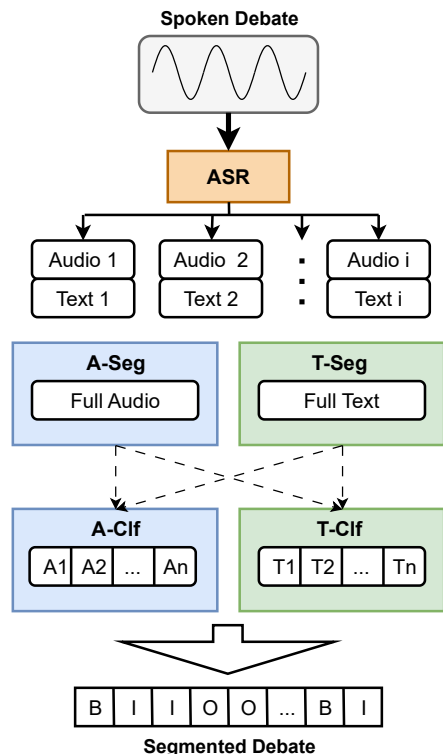 Spoken Debate
ASR
Audio 1 Audio 2 Audio i
Text 1 Text 2 Text i
A-Seg T-Seg
Full Audio Full Text
A-Clf T-Clf
A1 A2 ... An T1 T2 ... Tn
B I I O O ... B I
Segmented Debate